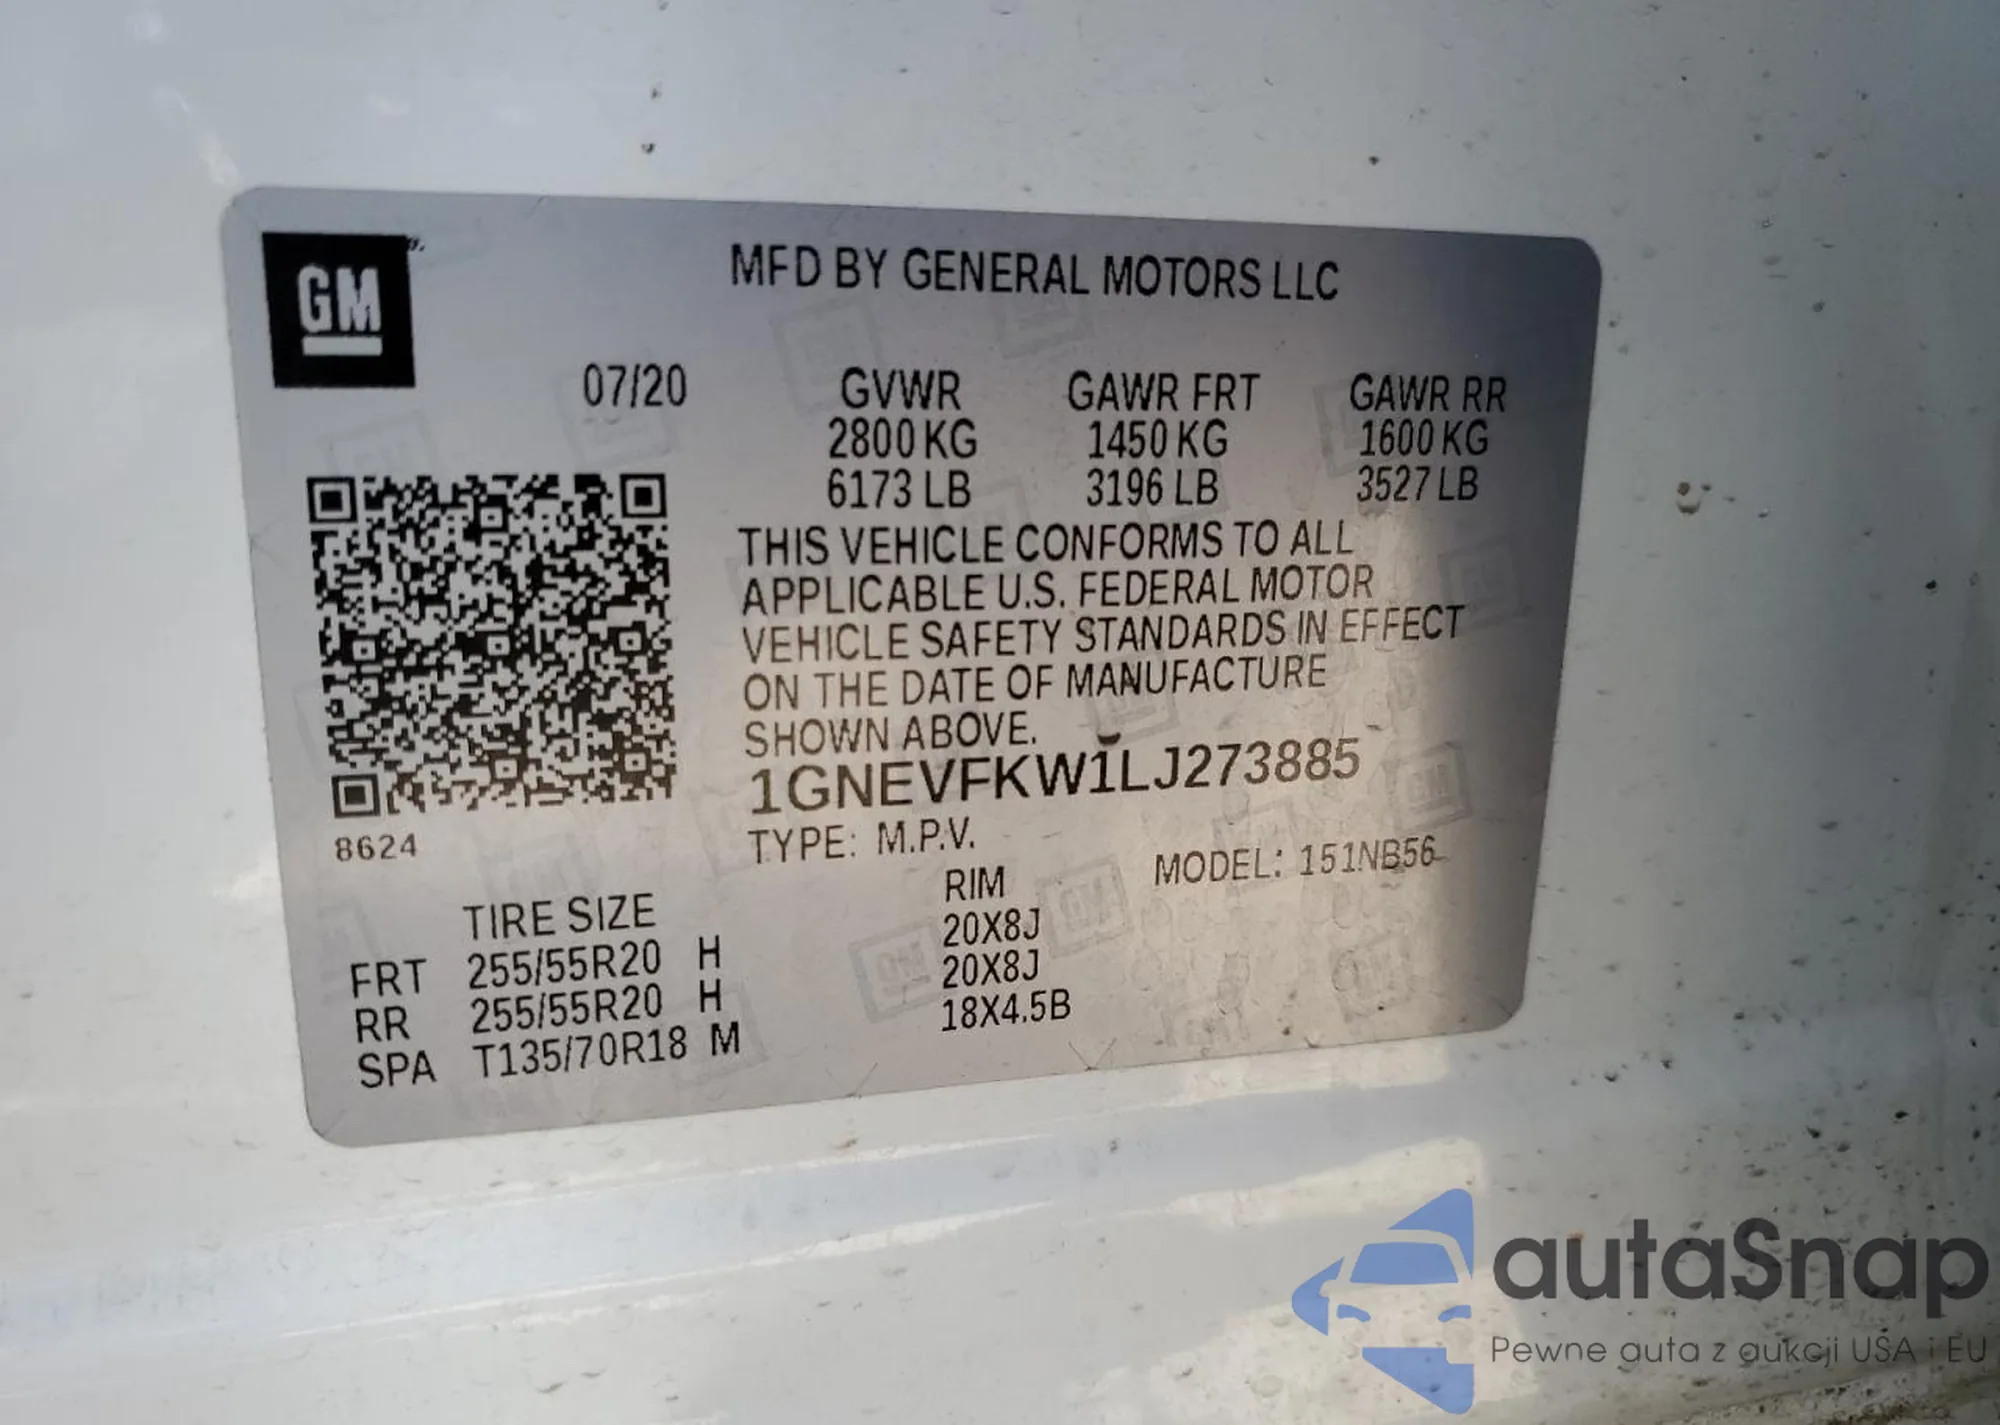 GM
MFD BY GENERAL MOTORS LLC
07/20
GVWR GAWR FRT GAWR RR
2800 KG 1450 KG 1600 KG
6173 LB 3196 LB 3527 LB
THIS VEHICLE CONFORMS TO ALL
APPLICABLE U.S. FEDERAL MOTOR
VEHICLE SAFETY STANDARDS IN EFFECT
ON THE DATE OF MANUFACTURE
SHOWN ABOVE.
1GNEVFKW1LJ273885
8624
TYPE: M.P.V. MODEL: 151NB56
TIRE SIZE RIM
FRT 255/55R20 H 20X8J
RR 255/55R20 H 20X8J
SPA T135/70R18 M 18X4.5B
autaSnap
Pewne auta z aukcji USA i EU